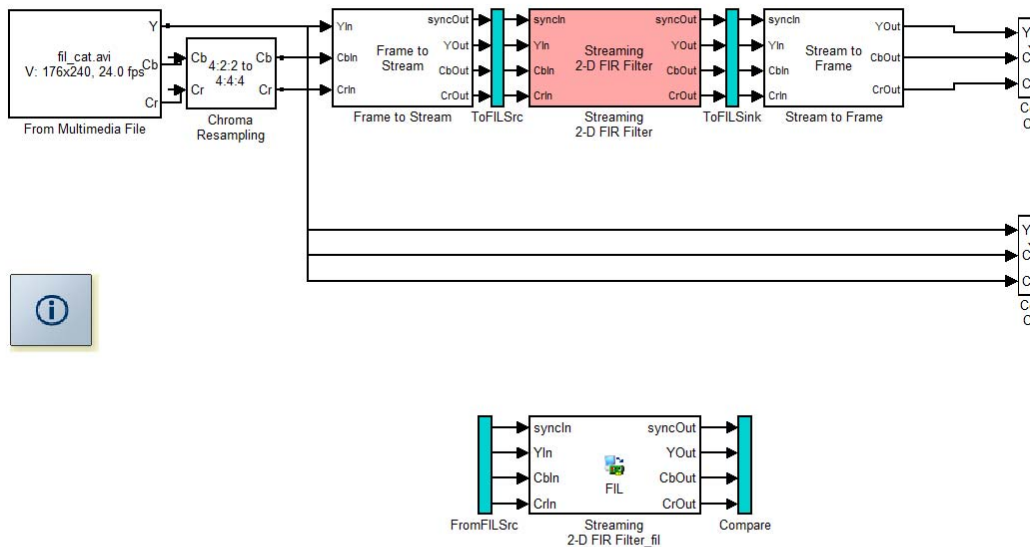 Y
fil_cat.avi
V: 176x240, 24.0 fps
Cb
Cr
From Multimedia File
Cb
4:2:2 to
4:4:4
Cb
Cr
Cr
Chroma
Resampling
YIn
CbIn
CrIn
Frame to
Stream
syncOut
YOut
CbOut
CrOut
Frame to Stream
ToFILSrc
syncIn
YIn
CbIn
CrIn
Streaming
2-D FIR Filter
syncOut
YOut
CbOut
CrOut
Streaming
2-D FIR Filter
ToFILSink
syncIn
YIn
CbIn
CrIn
Stream to
Frame
YOut
CbOut
CrOut
Stream to Frame
Y
C
C
C
C
Y
C
C
C
C
syncIn
YIn
CbIn
CrIn
FIL
syncOut
YOut
CbOut
CrOut
FromFILSrc
Streaming
2-D FIR Filter_fil
Compare